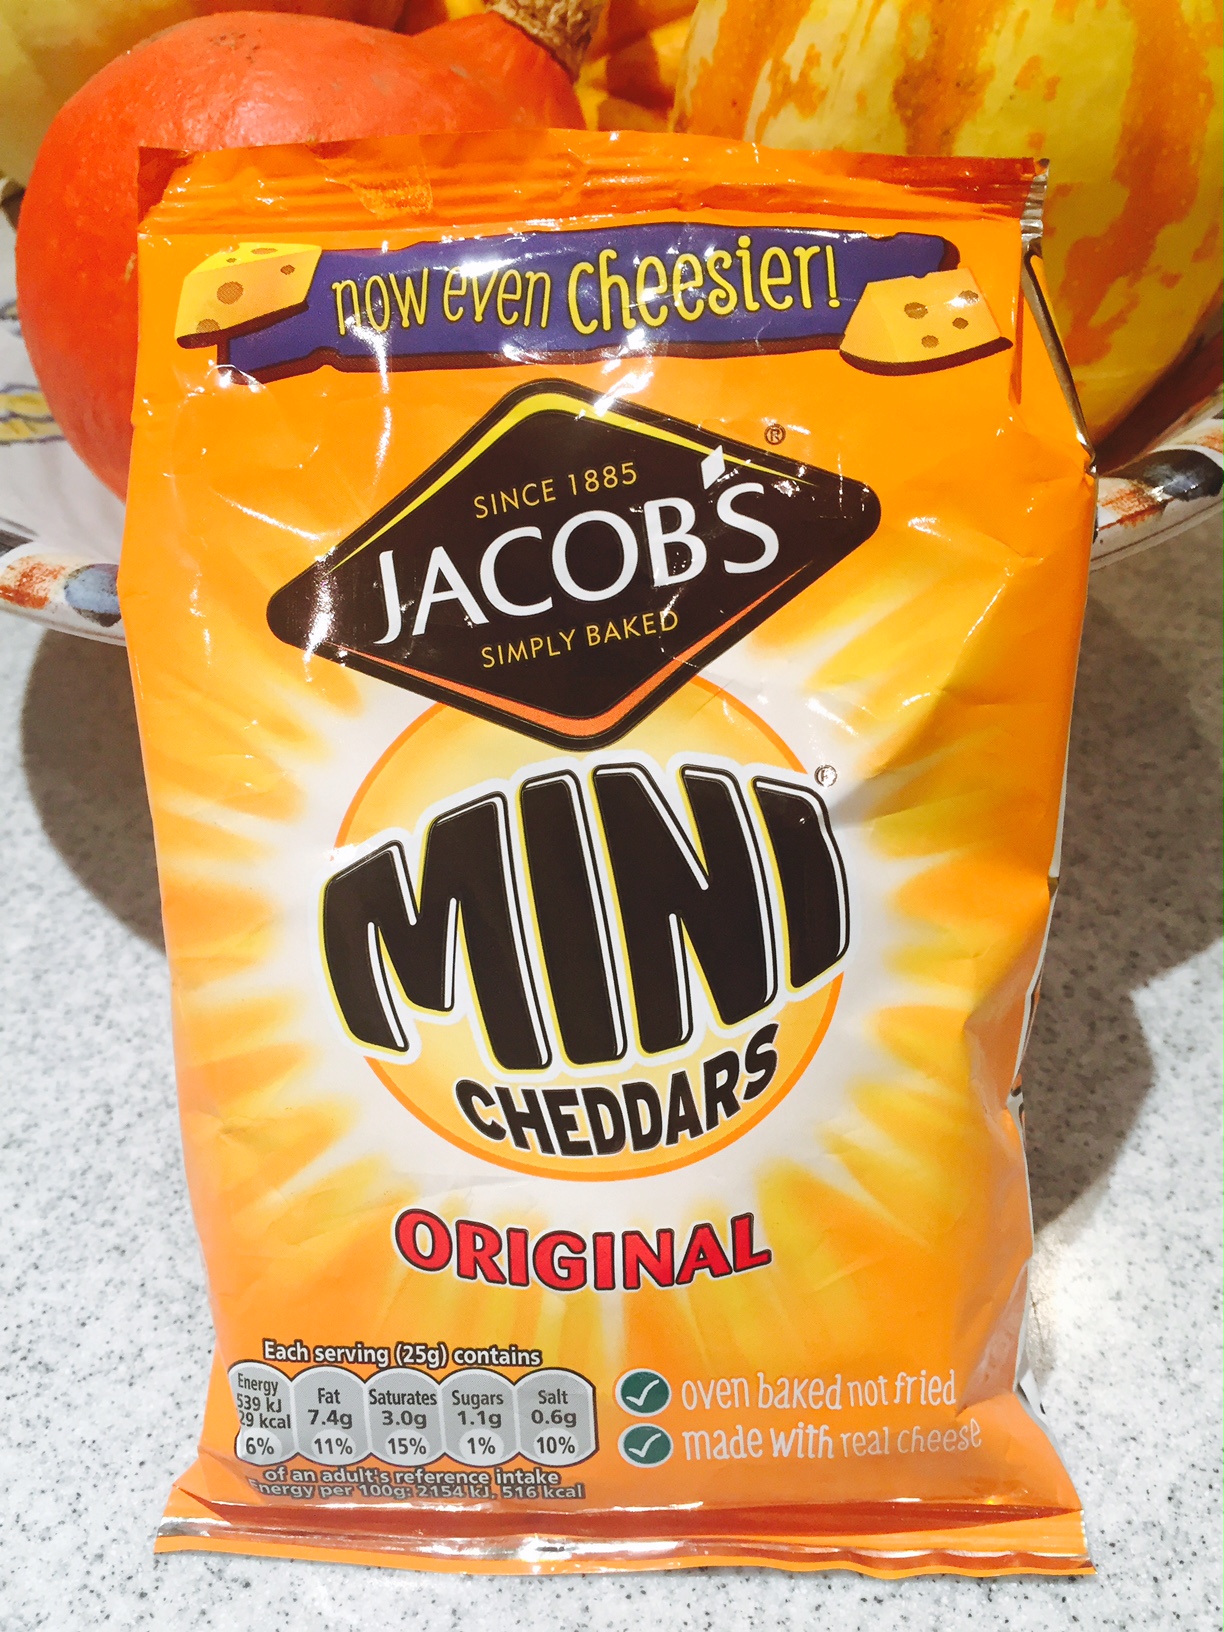 now even cheesier!
®
SINCE 1885
JACOB'S
SIMPLY BAKED
MINI
®
CHEDDARS
ORIGINAL
Each serving (25g) contains
Energy 539 kJ 29 kcal 6%
Fat 7.4g 11%
Saturates 3.0g 15%
Sugars 1.1g 1%
Salt 0.6g 10%
of an adult's reference intake
Energy per 100g: 2154 kJ, 516 kcal
oven baked not fried
made with real cheese